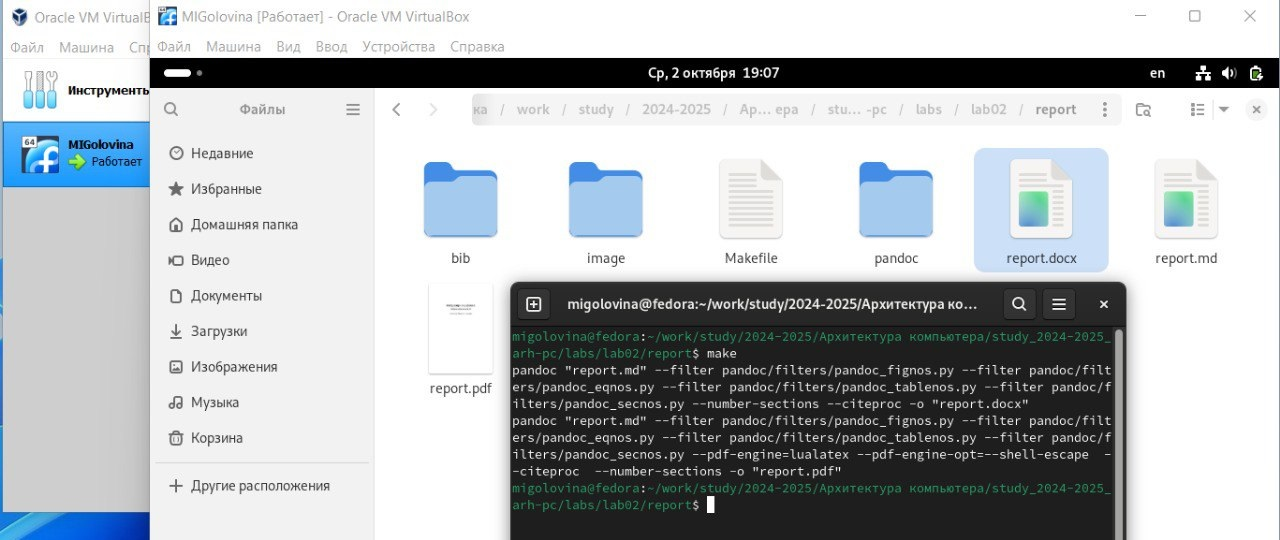 Oracle VM VirtualB
Файл Машина Спр
Инструменты
64
MIGolovina
Работает
MIGolovina [Работает] - Oracle VM VirtualBox
Файл Машина Вид Ввод Устройства Справка
Ср, 2 октября 19:07
en
Файлы
ка / work / study / 2024-2025 / Ар… ера / stu… -pc / labs / lab02 / report
Недавние
Избранные
Домашняя папка
Видео
Документы
Загрузки
Изображения
Музыка
Корзина
Другие расположения
bib
image
Makefile
pandoc
report.docx
report.md
report.pdf
migolovina@fedora:~/work/study/2024-2025/Архитектура ко…
migolovina@fedora:~/work/study/2024-2025/Архитектура компьютера/study_2024-2025_
arh-pc/labs/lab02/report$ make
pandoc "report.md" --filter pandoc/filters/pandoc_fignos.py --filter pandoc/filt
ers/pandoc_eqnos.py --filter pandoc/filters/pandoc_tablenos.py --filter pandoc/f
ilters/pandoc_secnos.py --number-sections --citeproc -o "report.docx"
pandoc "report.md" --filter pandoc/filters/pandoc_fignos.py --filter pandoc/filt
ers/pandoc_eqnos.py --filter pandoc/filters/pandoc_tablenos.py --filter pandoc/f
ilters/pandoc_secnos.py --pdf-engine=lualatex --pdf-engine-opt=--shell-escape -
-citeproc --number-sections -o "report.pdf"
migolovina@fedora:~/work/study/2024-2025/Архитектура компьютера/study_2024-2025_
arh-pc/labs/lab02/report$